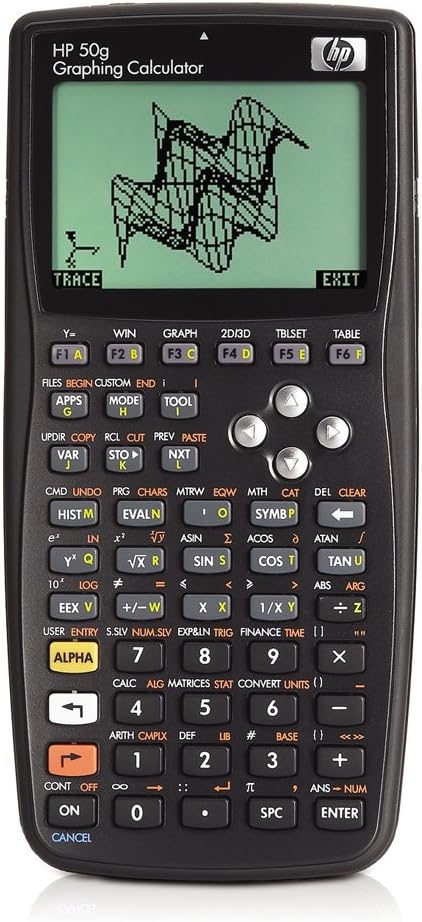 HP 50g
Graphing Calculator
hp
TRACE EXIT
Y= WIN GRAPH 2D/3D TBLSET TABLE
F1 A F2 B F3 C F4 D F5 E F6 F
FILES BEGIN CUSTOM END i I
APPS G MODE H TOOL I
UPDIR COPY RCL CUT PREV PASTE
VAR J STO▶ K NXT L
CMD UNDO PRG CHARS MTRW EQW MTH CAT DEL CLEAR
HIST M EVAL N ' O SYMB P ←
eˣ LN x² ˣ√y ASIN Σ ACOS ∂ ATAN ∫
Yˣ Q √X R SIN S COS T TAN U
10ˣ LOG ≠ = ≤ < ≥ > ABS ARG
EEX V +/− W X X 1/X Y ÷ Z
USER ENTRY S.SLV NUM.SLV EXP&LN TRIG FINANCE TIME [ ] " "
ALPHA 7 8 9 ×
CALC ALG MATRICES STAT CONVERT UNITS ( ) _
4 5 6 −
ARITH CMPLX DEF LIB # BASE { } « »
1 2 3 +
CONT OFF ∞ → : : ↵ π , ANS →NUM
ON 0 • SPC ENTER
CANCEL